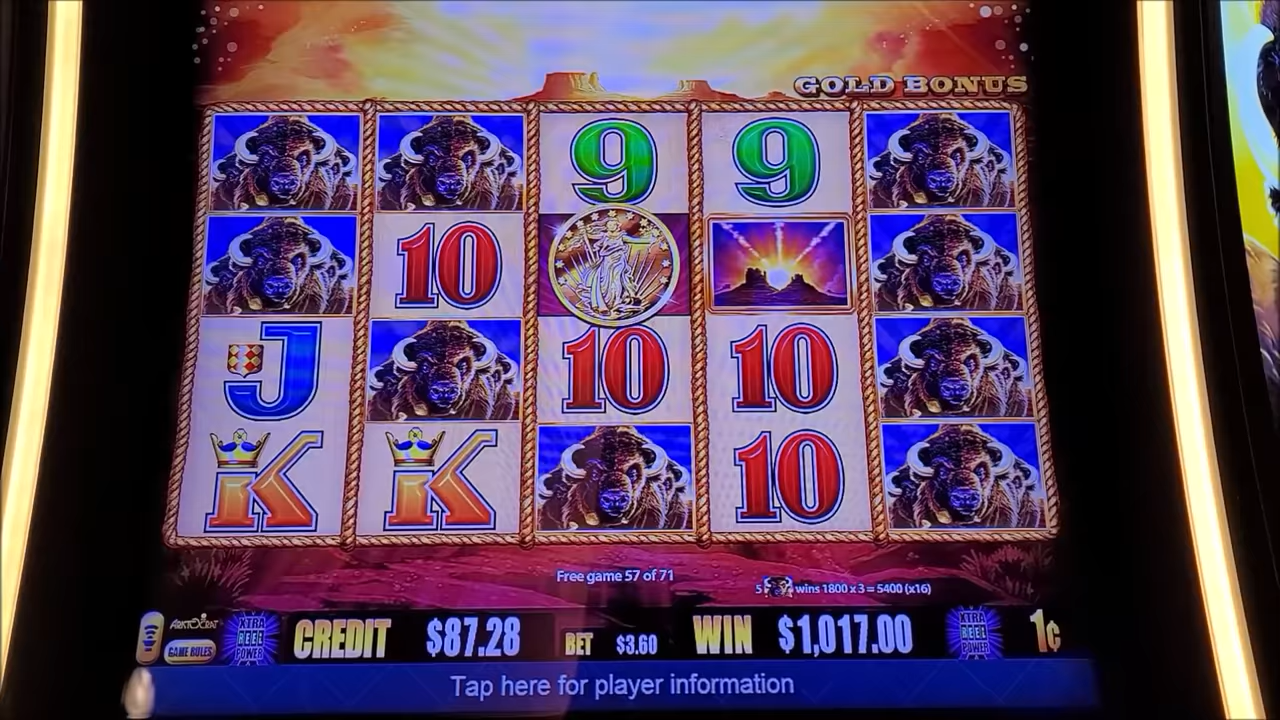 GOLD BONUS
9 9
10
J 10 10
K K 10
Free game 57 of 71
5 wins 1800 x 3 = 5400 (x16)
ARISTOCRAT
GAME RULES
XTRA
REEL
POWER
CREDIT $87.28 BET $3.60 WIN $1,017.00
XTRA
REEL
POWER
1¢
Tap here for player information